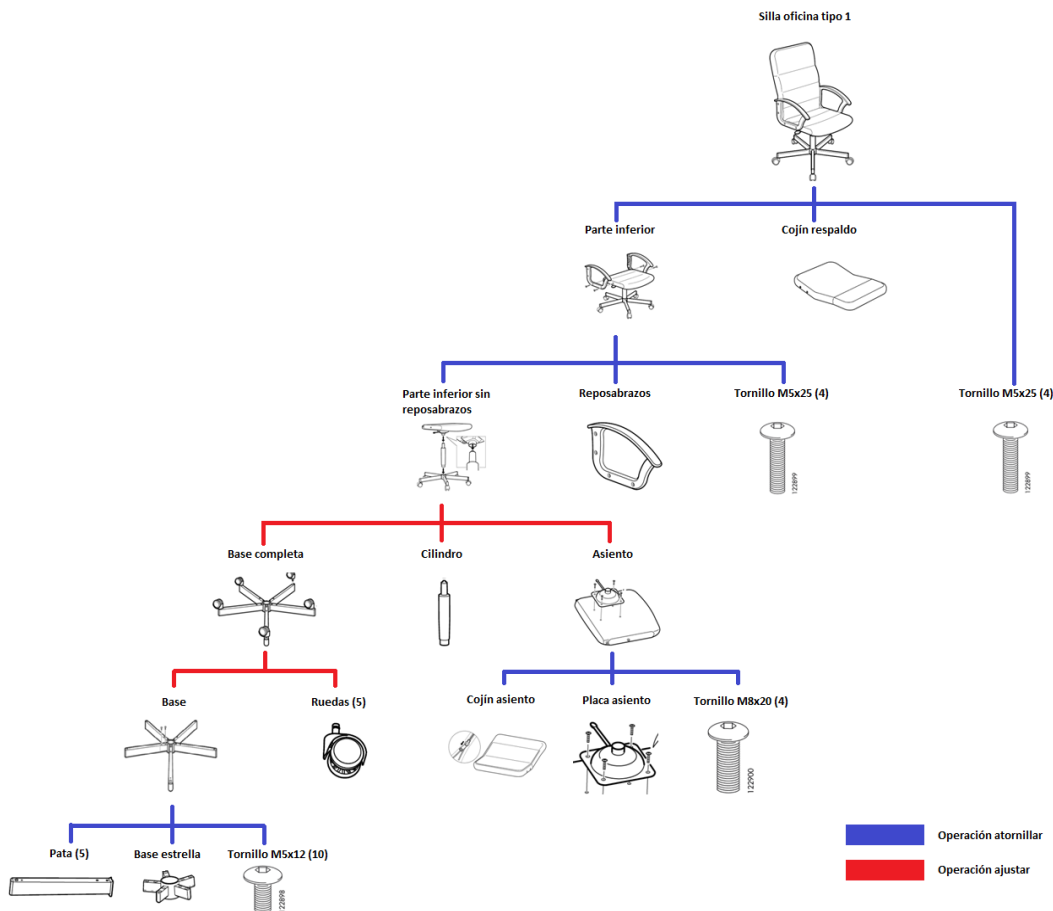 Silla oficina tipo 1
Parte inferior
Cojín respaldo
Parte inferior sin
reposabrazos
Reposabrazos
Tornillo M5x25 (4)
Tornillo M5x25 (4)
122899
122899
Base completa
Cilindro
Asiento
Base
Ruedas (5)
Cojín asiento
Placa asiento
Tornillo M8x20 (4)
122900
Pata (5)
Base estrella
Tornillo M5x12 (10)
122898
Operación atornillar
Operación ajustar